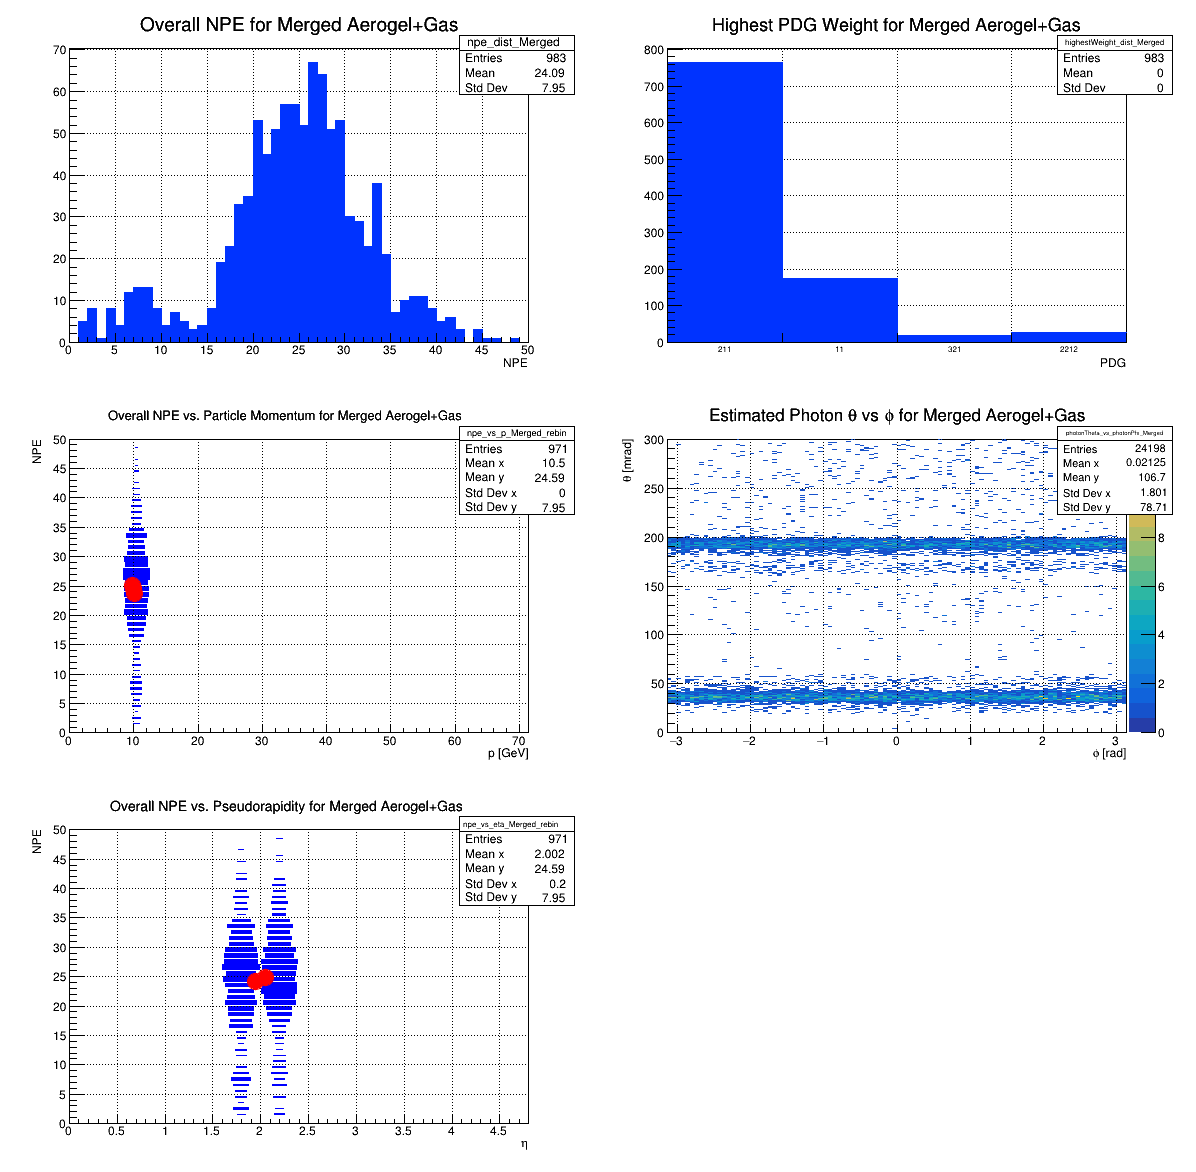 Overall NPE for Merged Aerogel+Gas
npe_dist_Merged
Entries 983
Mean 24.09
Std Dev 7.95
70
60
50
40
30
20
10
0
0 5 10 15 20 25 30 35 40 45 50
NPE
Highest PDG Weight for Merged Aerogel+Gas
highestWeight_dist_Merged
Entries 983
Mean 0
Std Dev 0
800
700
600
500
400
300
200
100
0
211 11 321 2212
PDG
Overall NPE vs. Particle Momentum for Merged Aerogel+Gas
npe_vs_p_Merged_rebin
Entries 971
Mean x 10.5
Mean y 24.59
Std Dev x 0
Std Dev y 7.95
NPE
50
45
40
35
30
25
20
15
10
5
0
0 10 20 30 40 50 60 70
p [GeV]
Estimated Photon θ vs ϕ for Merged Aerogel+Gas
photonTheta_vs_photonPhi_Merged
Entries 24198
Mean x 0.02125
Mean y 106.7
Std Dev x 1.801
Std Dev y 78.71
θ [mrad]
300
250
200
150
100
50
0
−3 −2 −1 0 1 2 3
ϕ [rad]
8
6
4
2
0
Overall NPE vs. Pseudorapidity for Merged Aerogel+Gas
npe_vs_eta_Merged_rebin
Entries 971
Mean x 2.002
Mean y 24.59
Std Dev x 0.2
Std Dev y 7.95
NPE
50
45
40
35
30
25
20
15
10
5
0
0 0.5 1 1.5 2 2.5 3 3.5 4 4.5
η